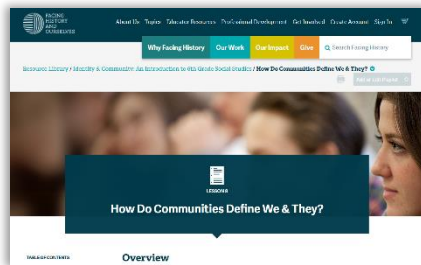 FACING
HISTORY
AND
OURSELVES
About Us Topics Educator Resources Professional Development Get Involved Create Account Sign In
Why Facing History Our Work Our Impact Give Search Facing History
Resource Library / Identity & Community: An Introduction to 6th Grade Social Studies / How Do Communities Define We & They?
LESSON 8
How Do Communities Define We & They?
TABLE OF CONTENTS
Overview